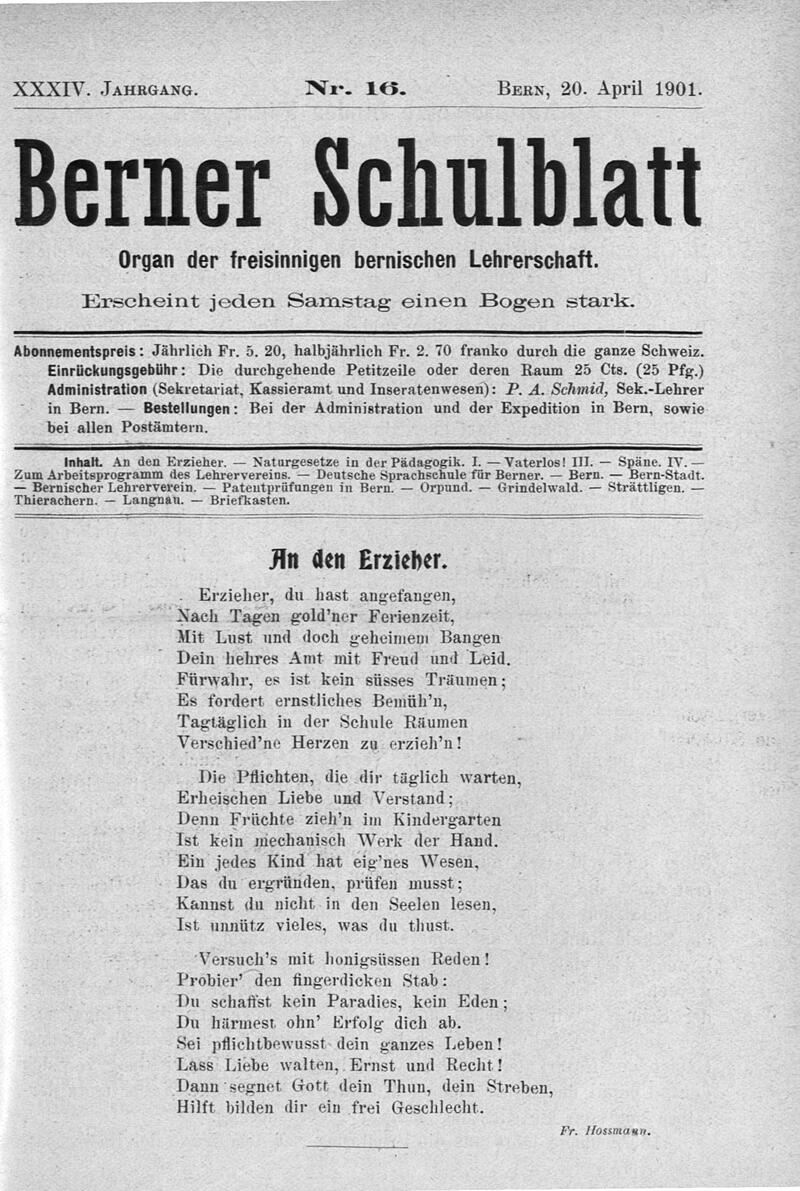 XXXIV. JAHRGANG. Nr. 16. BERN, 20. April 1901.
Berner Schulblatt
Organ der freisinnigen bernischen Lehrerschaft.
Erscheint jeden Samstag einen Bogen stark.
Abonnementspreis: Jährlich Fr. 5. 20, halbjährlich Fr. 2. 70 franko durch die ganze Schweiz.
Einrückungsgebühr: Die durchgehende Petitzeile oder deren Raum 25 Cts. (25 Pfg.)
Administration (Sekretariat, Kassieramt und Inseratenwesen): P. A. Schmid, Sek.-Lehrer
in Bern. — Bestellungen: Bei der Administration und der Expedition in Bern, sowie
bei allen Postämtern.
Inhalt. An den Erzieher. — Naturgesetze in der Pädagogik. I. — Vaterlos! III. — Späne. IV. —
Zum Arbeitsprogramm des Lehrervereins. — Deutsche Sprachschule für Berner. — Bern. — Bern-Stadt.
— Bernischer Lehrerverein. — Patentprüfungen in Bern. — Orpund. — Grindelwald. — Strättligen. —
Thierachern. — Langnau. — Briefkasten.
An den Erzieher.
Erzieher, du hast angefangen,
Nach Tagen gold'ner Ferienzeit,
Mit Lust und doch geheimem Bangen
Dein hehres Amt mit Freud und Leid.
Fürwahr, es ist kein süsses Träumen;
Es fordert ernstliches Bemüh'n,
Tagtäglich in der Schule Räumen
Verschied'ne Herzen zu erzieh'n!
Die Pflichten, die dir täglich warten,
Erheischen Liebe und Verstand;
Denn Früchte zieh'n im Kindergarten
Ist kein mechanisch Werk der Hand.
Ein jedes Kind hat eig'nes Wesen,
Das du ergründen, prüfen musst;
Kannst du nicht in den Seelen lesen,
Ist unnütz vieles, was du thust.
Versuch's mit honigsüssen Reden!
Probier' den fingerdicken Stab:
Du schaffst kein Paradies, kein Eden;
Du härmest ohn' Erfolg dich ab.
Sei pflichtbewusst dein ganzes Leben!
Lass Liebe walten, Ernst und Recht!
Dann segnet Gott dein Thun, dein Streben,
Hilft bilden dir ein frei Geschlecht.
Fr. Hossmann.